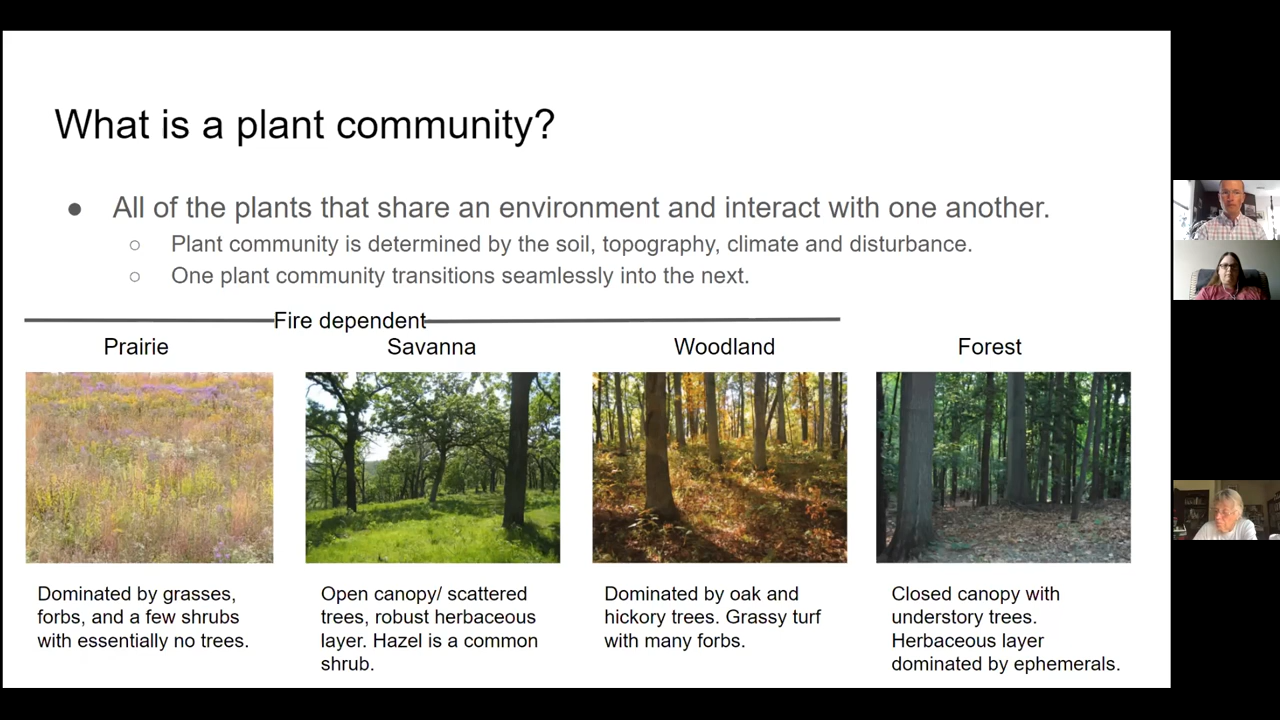 What is a plant community?
● All of the plants that share an environment and interact with one another.
○ Plant community is determined by the soil, topography, climate and disturbance.
○ One plant community transitions seamlessly into the next.
Fire dependent
Prairie
Savanna
Woodland
Forest
Dominated by grasses,
forbs, and a few shrubs
with essentially no trees.
Open canopy/ scattered
trees, robust herbaceous
layer. Hazel is a common
shrub.
Dominated by oak and
hickory trees. Grassy turf
with many forbs.
Closed canopy with
understory trees.
Herbaceous layer
dominated by ephemerals.